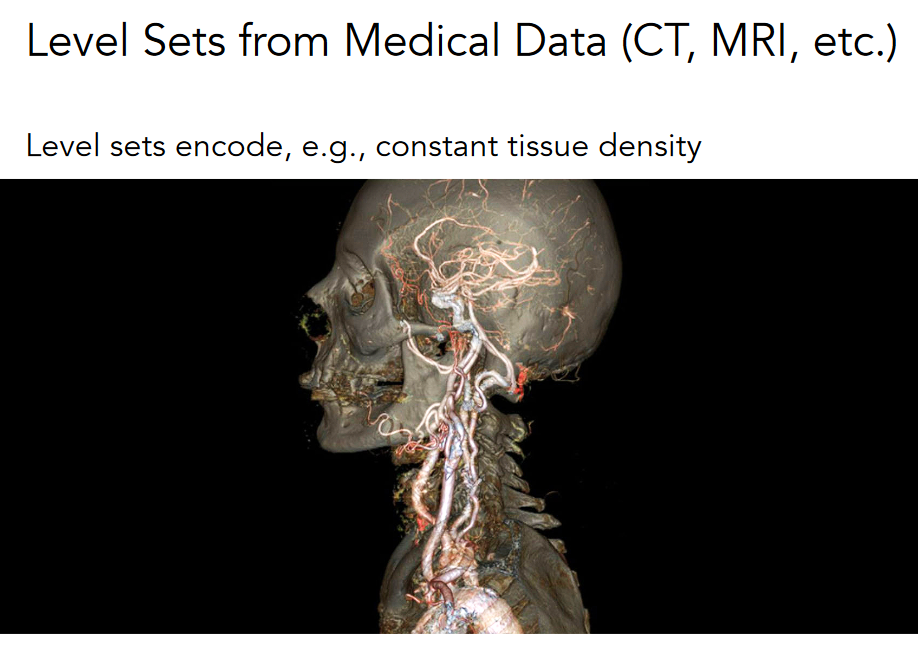 Level Sets from Medical Data (CT, MRI, etc.)
Level sets encode, e.g., constant tissue density